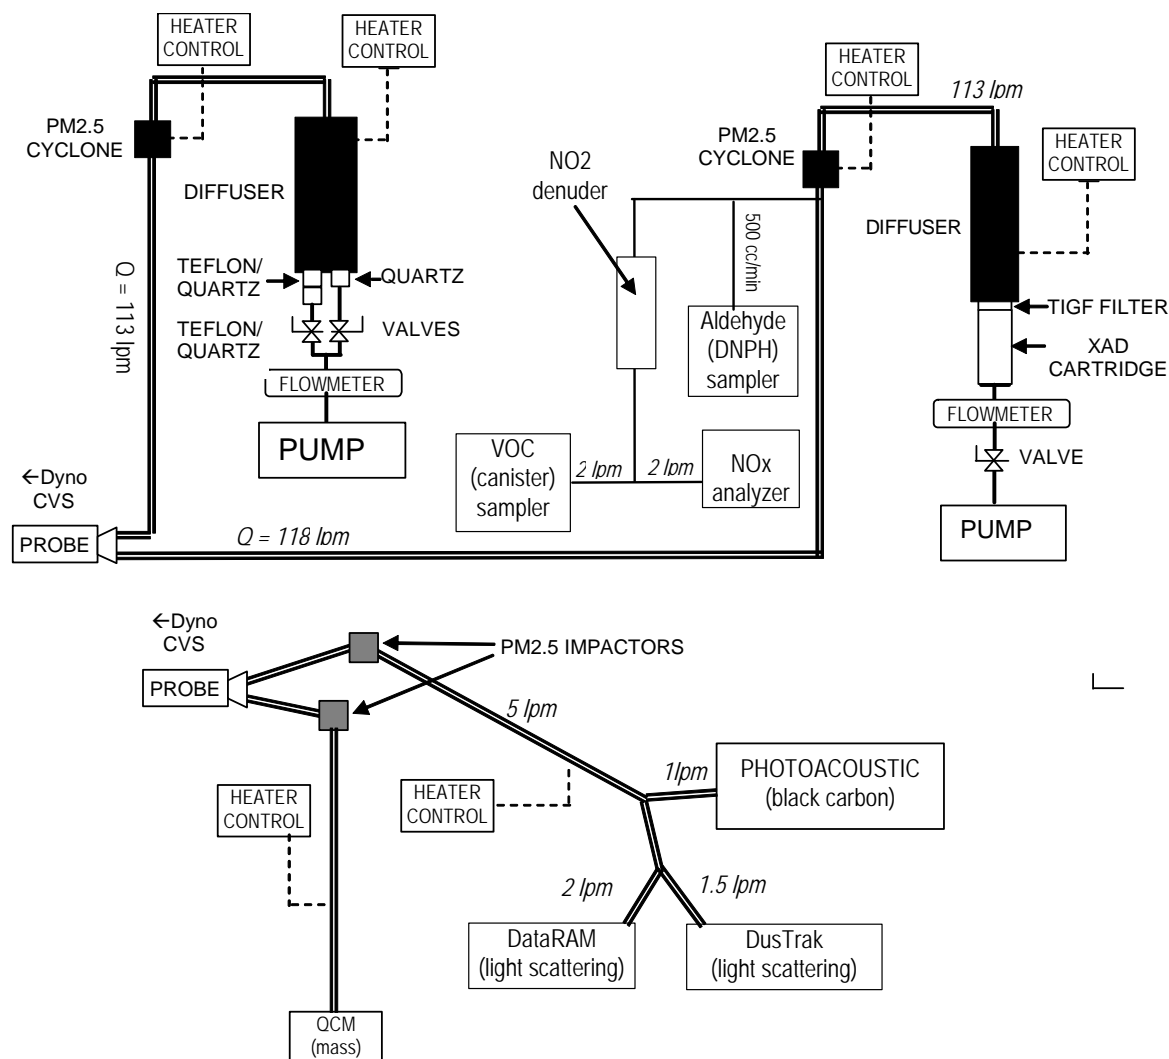 HEATER
CONTROL
HEATER
CONTROL
PM2.5
CYCLONE
DIFFUSER
TEFLON/
QUARTZ
QUARTZ
TEFLON/
QUARTZ
VALVES
FLOWMETER
PUMP
Q = 113 lpm
←Dyno
CVS
PROBE
Q = 118 lpm
HEATER
CONTROL
113 lpm
PM2.5
CYCLONE
HEATER
CONTROL
NO2
denuder
500 cc/min
Aldehyde
(DNPH)
sampler
VOC
(canister)
sampler
2 lpm
2 lpm
NOx
analyzer
DIFFUSER
TIGF FILTER
XAD
CARTRIDGE
FLOWMETER
VALVE
PUMP
←Dyno
CVS
PROBE
PM2.5 IMPACTORS
5 lpm
HEATER
CONTROL
HEATER
CONTROL
1lpm
PHOTOACOUSTIC
(black carbon)
2 lpm
1.5 lpm
DataRAM
(light scattering)
DusTrak
(light scattering)
QCM
(mass)